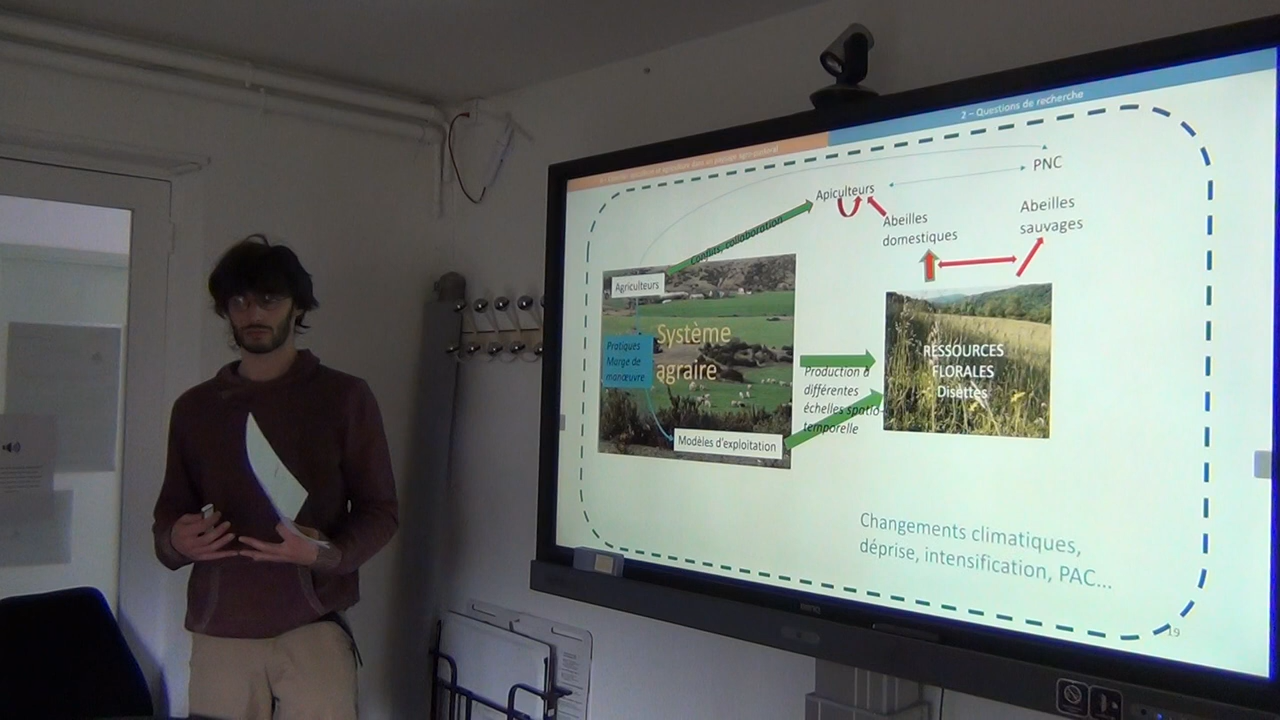 2 – Questions de recherche
PNC
Apiculteurs
Abeilles
domestiques
Abeilles
sauvages
Conflits, collaboration
Agriculteurs
Système
agraire
Pratiques
Marge de
manœuvre
Modèles d'exploitation
Production à
différentes
échelles spatio-
temporelle
RESSOURCES
FLORALES
Disettes
Changements climatiques,
déprise, intensification, PAC...
19
BenQ